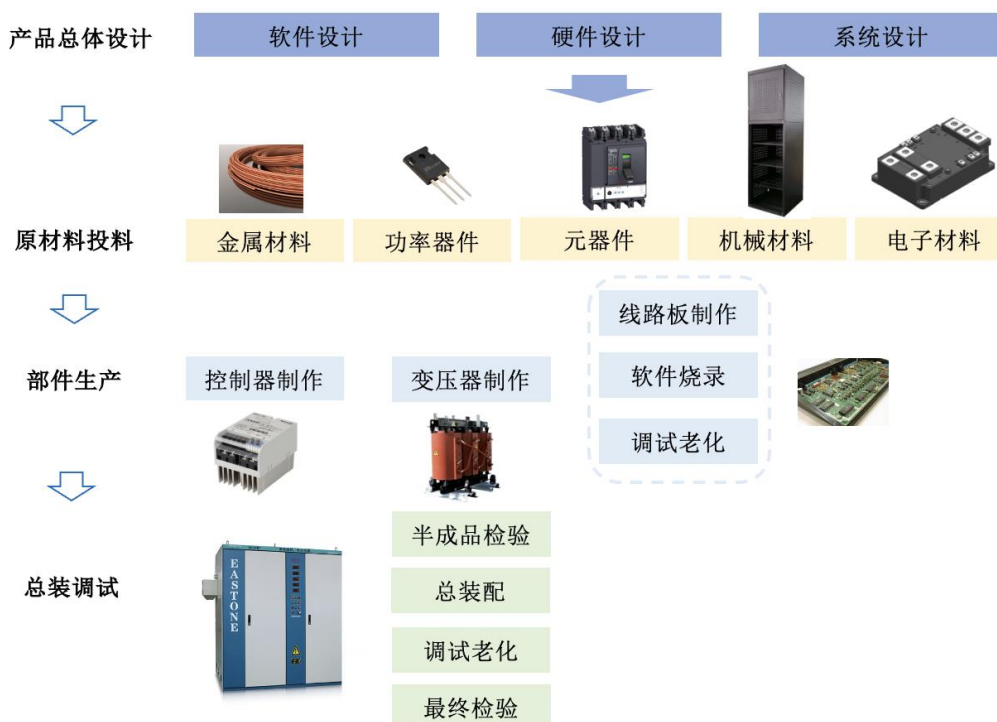 产品总体设计
软件设计
硬件设计
系统设计
原材料投料
金属材料
功率器件
元器件
机械材料
电子材料
线路板制作
部件生产
控制器制作
变压器制作
软件烧录
调试老化
半成品检验
总装调试
EASTONE
总装配
调试老化
最终检验